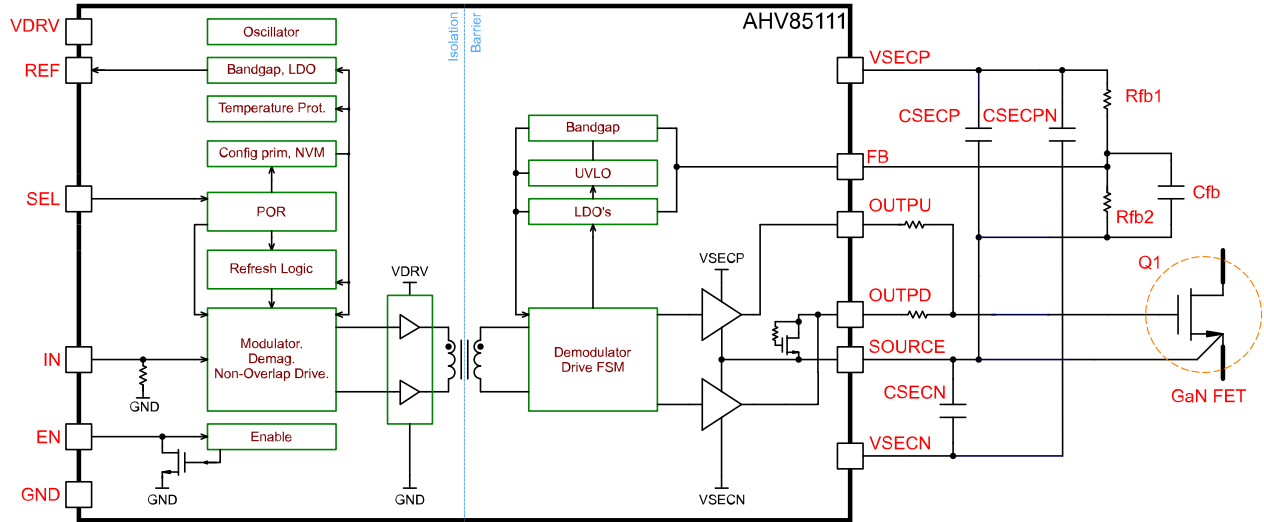 AHV85111
VDRV
REF
SEL
IN
EN
GND
Oscillator
Bandgap, LDO
Temperature Prot.
Config prim, NVM
POR
Refresh Logic
Modulator.
Demag.
Non-Overlap Drive.
Enable
GND
GND
VDRV
GND
Isolation
Barrier
Bandgap
UVLO
LDO's
Demodulator
Drive FSM
VSECP
VSECN
VSECP
FB
OUTPU
OUTPD
SOURCE
VSECN
CSECP
CSECPN
Rfb1
Rfb2
Cfb
CSECN
Q1
GaN FET